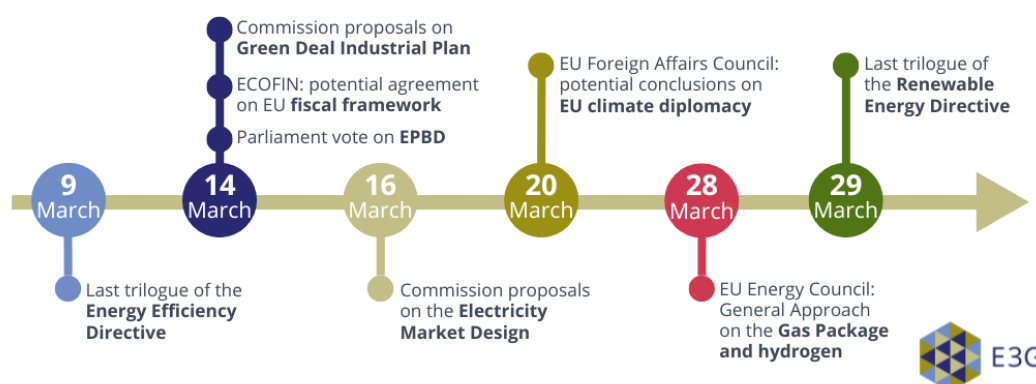 Commission proposals on
Green Deal Industrial Plan
ECOFIN: potential agreement
on EU fiscal framework
Parliament vote on EPBD
EU Foreign Affairs Council:
potential conclusions on
EU climate diplomacy
Last trilogue of
the Renewable
Energy Directive
9
March
14
March
16
March
20
March
28
March
29
March
Last trilogue of the
Energy Efficiency
Directive
Commission proposals
on the Electricity
Market Design
EU Energy Council:
General Approach
on the Gas Package
and hydrogen
E3G